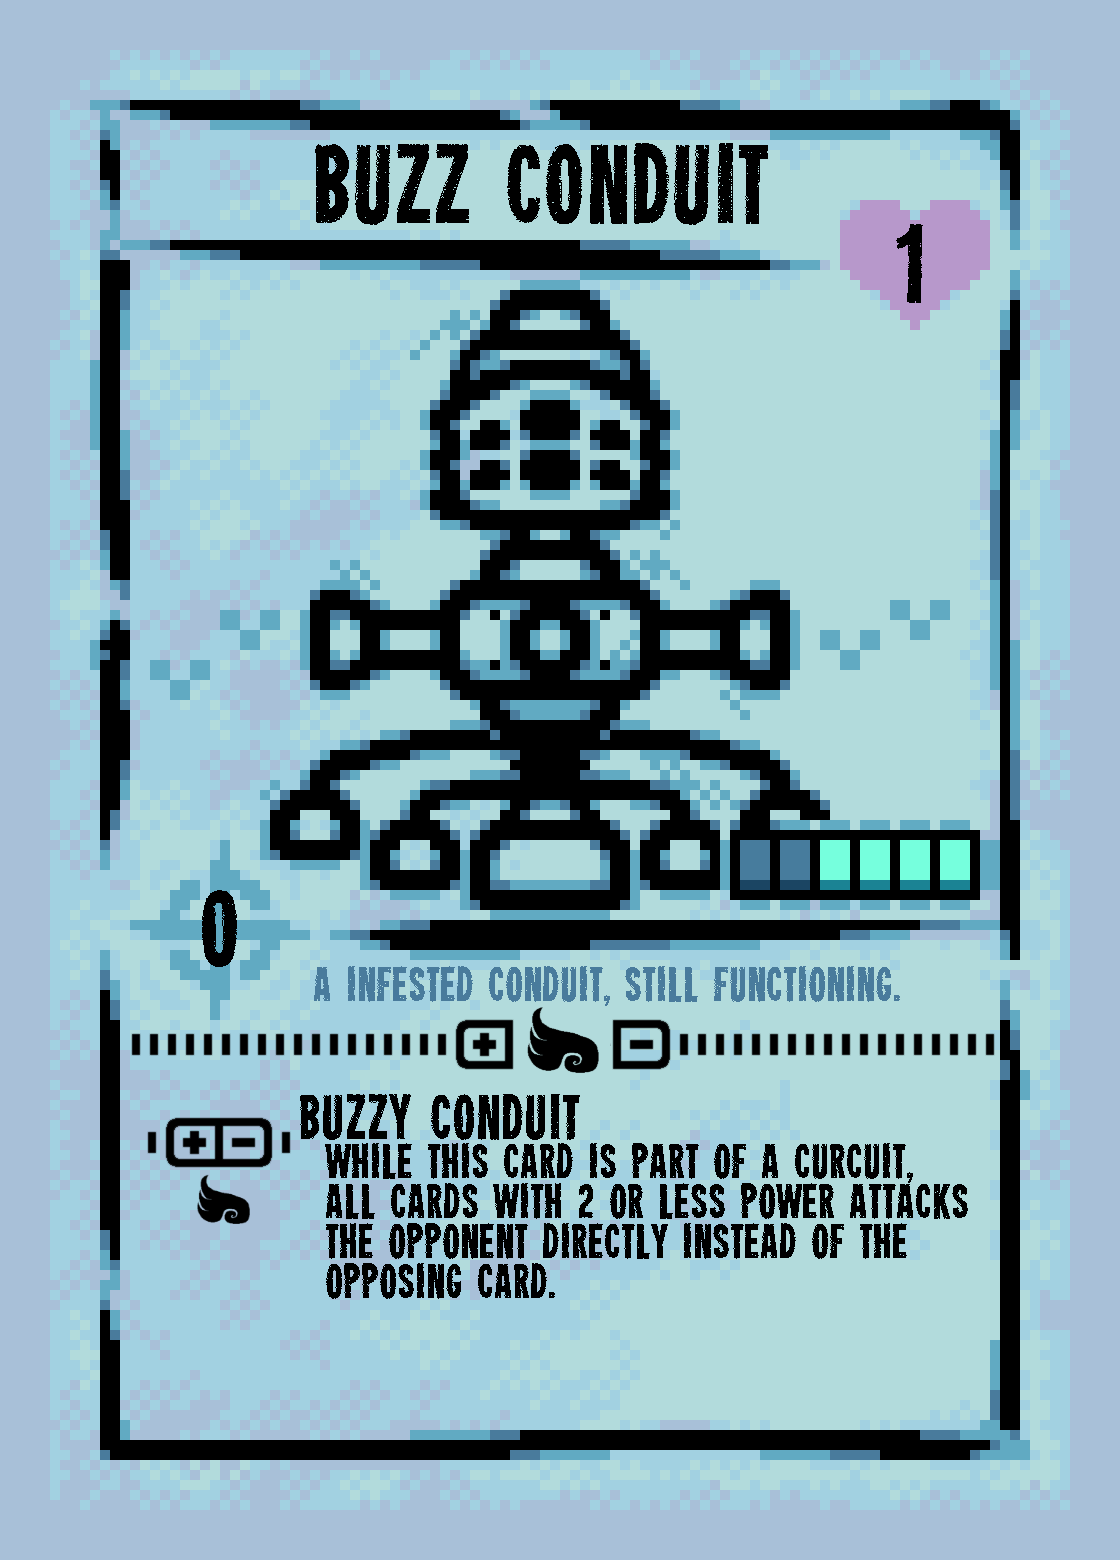 BUZZ CONDUIT
1
0
A INFESTED CONDUIT, STILL FUNCTIONING.
BUZZY CONDUIT
WHILE THIS CARD IS PART OF A CURCUIT,
ALL CARDS WITH 2 OR LESS POWER ATTACKS
THE OPPONENT DIRECTLY INSTEAD OF THE
OPPOSING CARD.